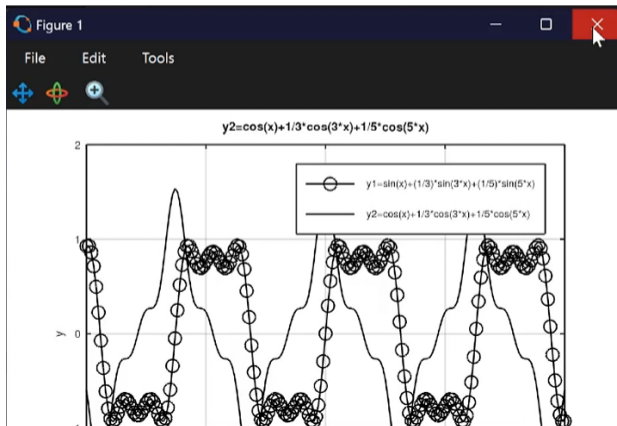 Figure 1
File Edit Tools
y2=cos(x)+1/3*cos(3*x)+1/5*cos(5*x)
2
y1=sin(x)+(1/3)*sin(3*x)+(1/5)*sin(5*x)
y2=cos(x)+1/3*cos(3*x)+1/5*cos(5*x)
1
y
0